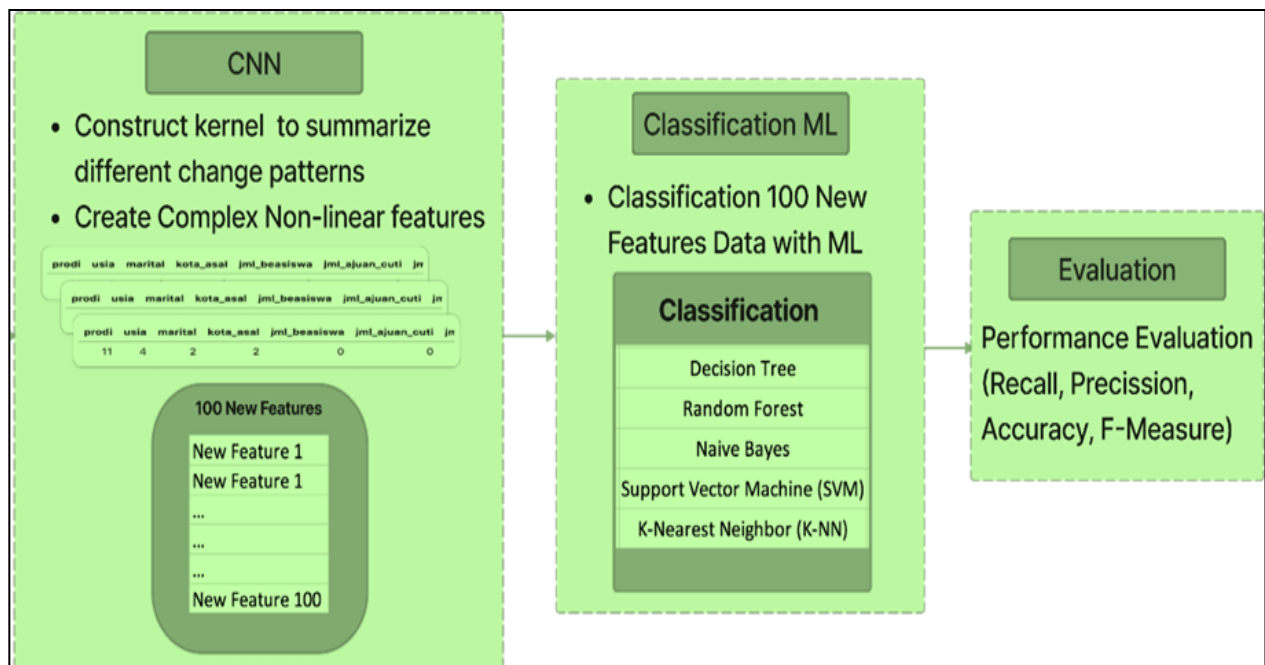 CNN
• Construct kernel to summarize
different change patterns
• Create Complex Non-linear features
prodi usia marital kota_asal jml_beasiswa jml_ajuan_cuti jn
prodi usia marital kota_asal jml_beasiswa jml_ajuan_cuti jn
prodi usia marital kota_asal jml_beasiswa jml_ajuan_cuti jn
11 4 2 2 0 0
100 New Features
New Feature 1
New Feature 1
...
...
...
New Feature 100
Classification ML
• Classification 100 New
Features Data with ML
Classification
Decision Tree
Random Forest
Naive Bayes
Support Vector Machine (SVM)
K-Nearest Neighbor (K-NN)
Evaluation
Performance Evaluation
(Recall, Precission,
Accuracy, F-Measure)